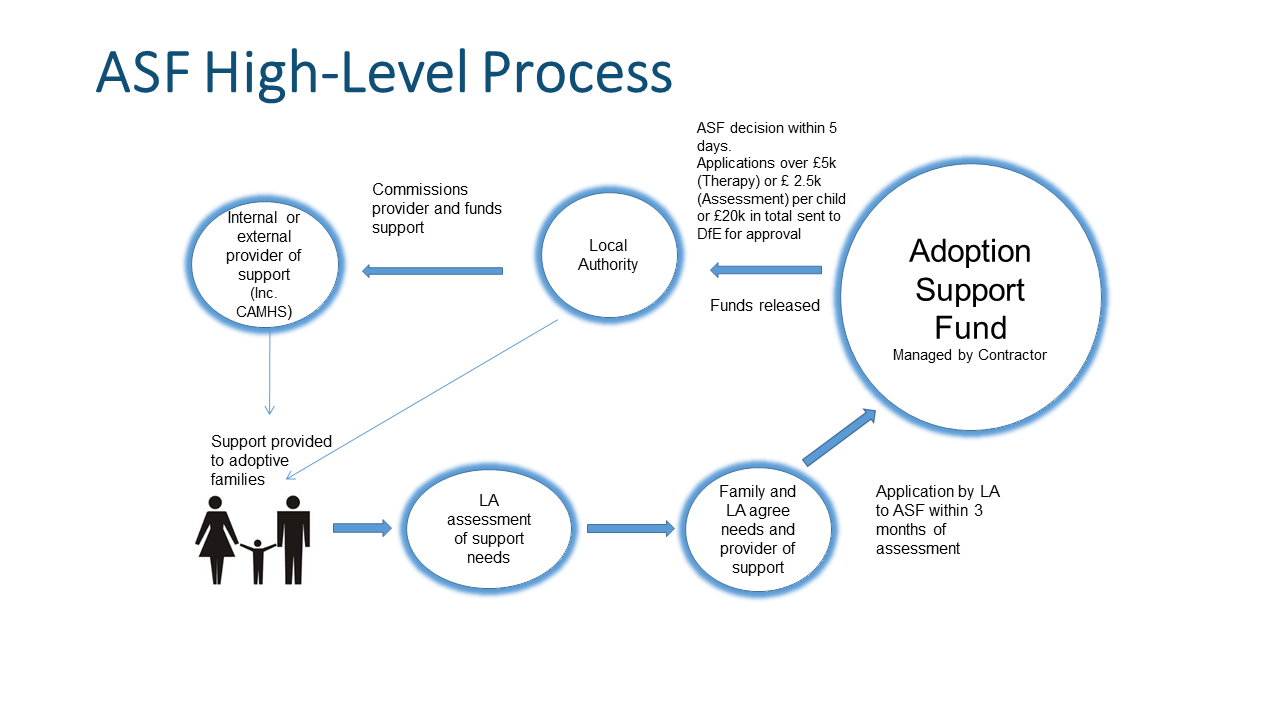 ASF High-Level Process
ASF decision within 5
days.
Applications over £5k
(Therapy) or £ 2.5k
(Assessment) per child
or £20k in total sent to
DfE for approval
Commissions
provider and funds
support
Internal or
external
provider of
support
(Inc.
CAMHS)
Local
Authority
Adoption
Support
Fund
Managed by Contractor
Funds released
Support provided
to adoptive
families
LA
assessment
of support
needs
Family and
LA agree
needs and
provider of
support
Application by LA
to ASF within 3
months of
assessment